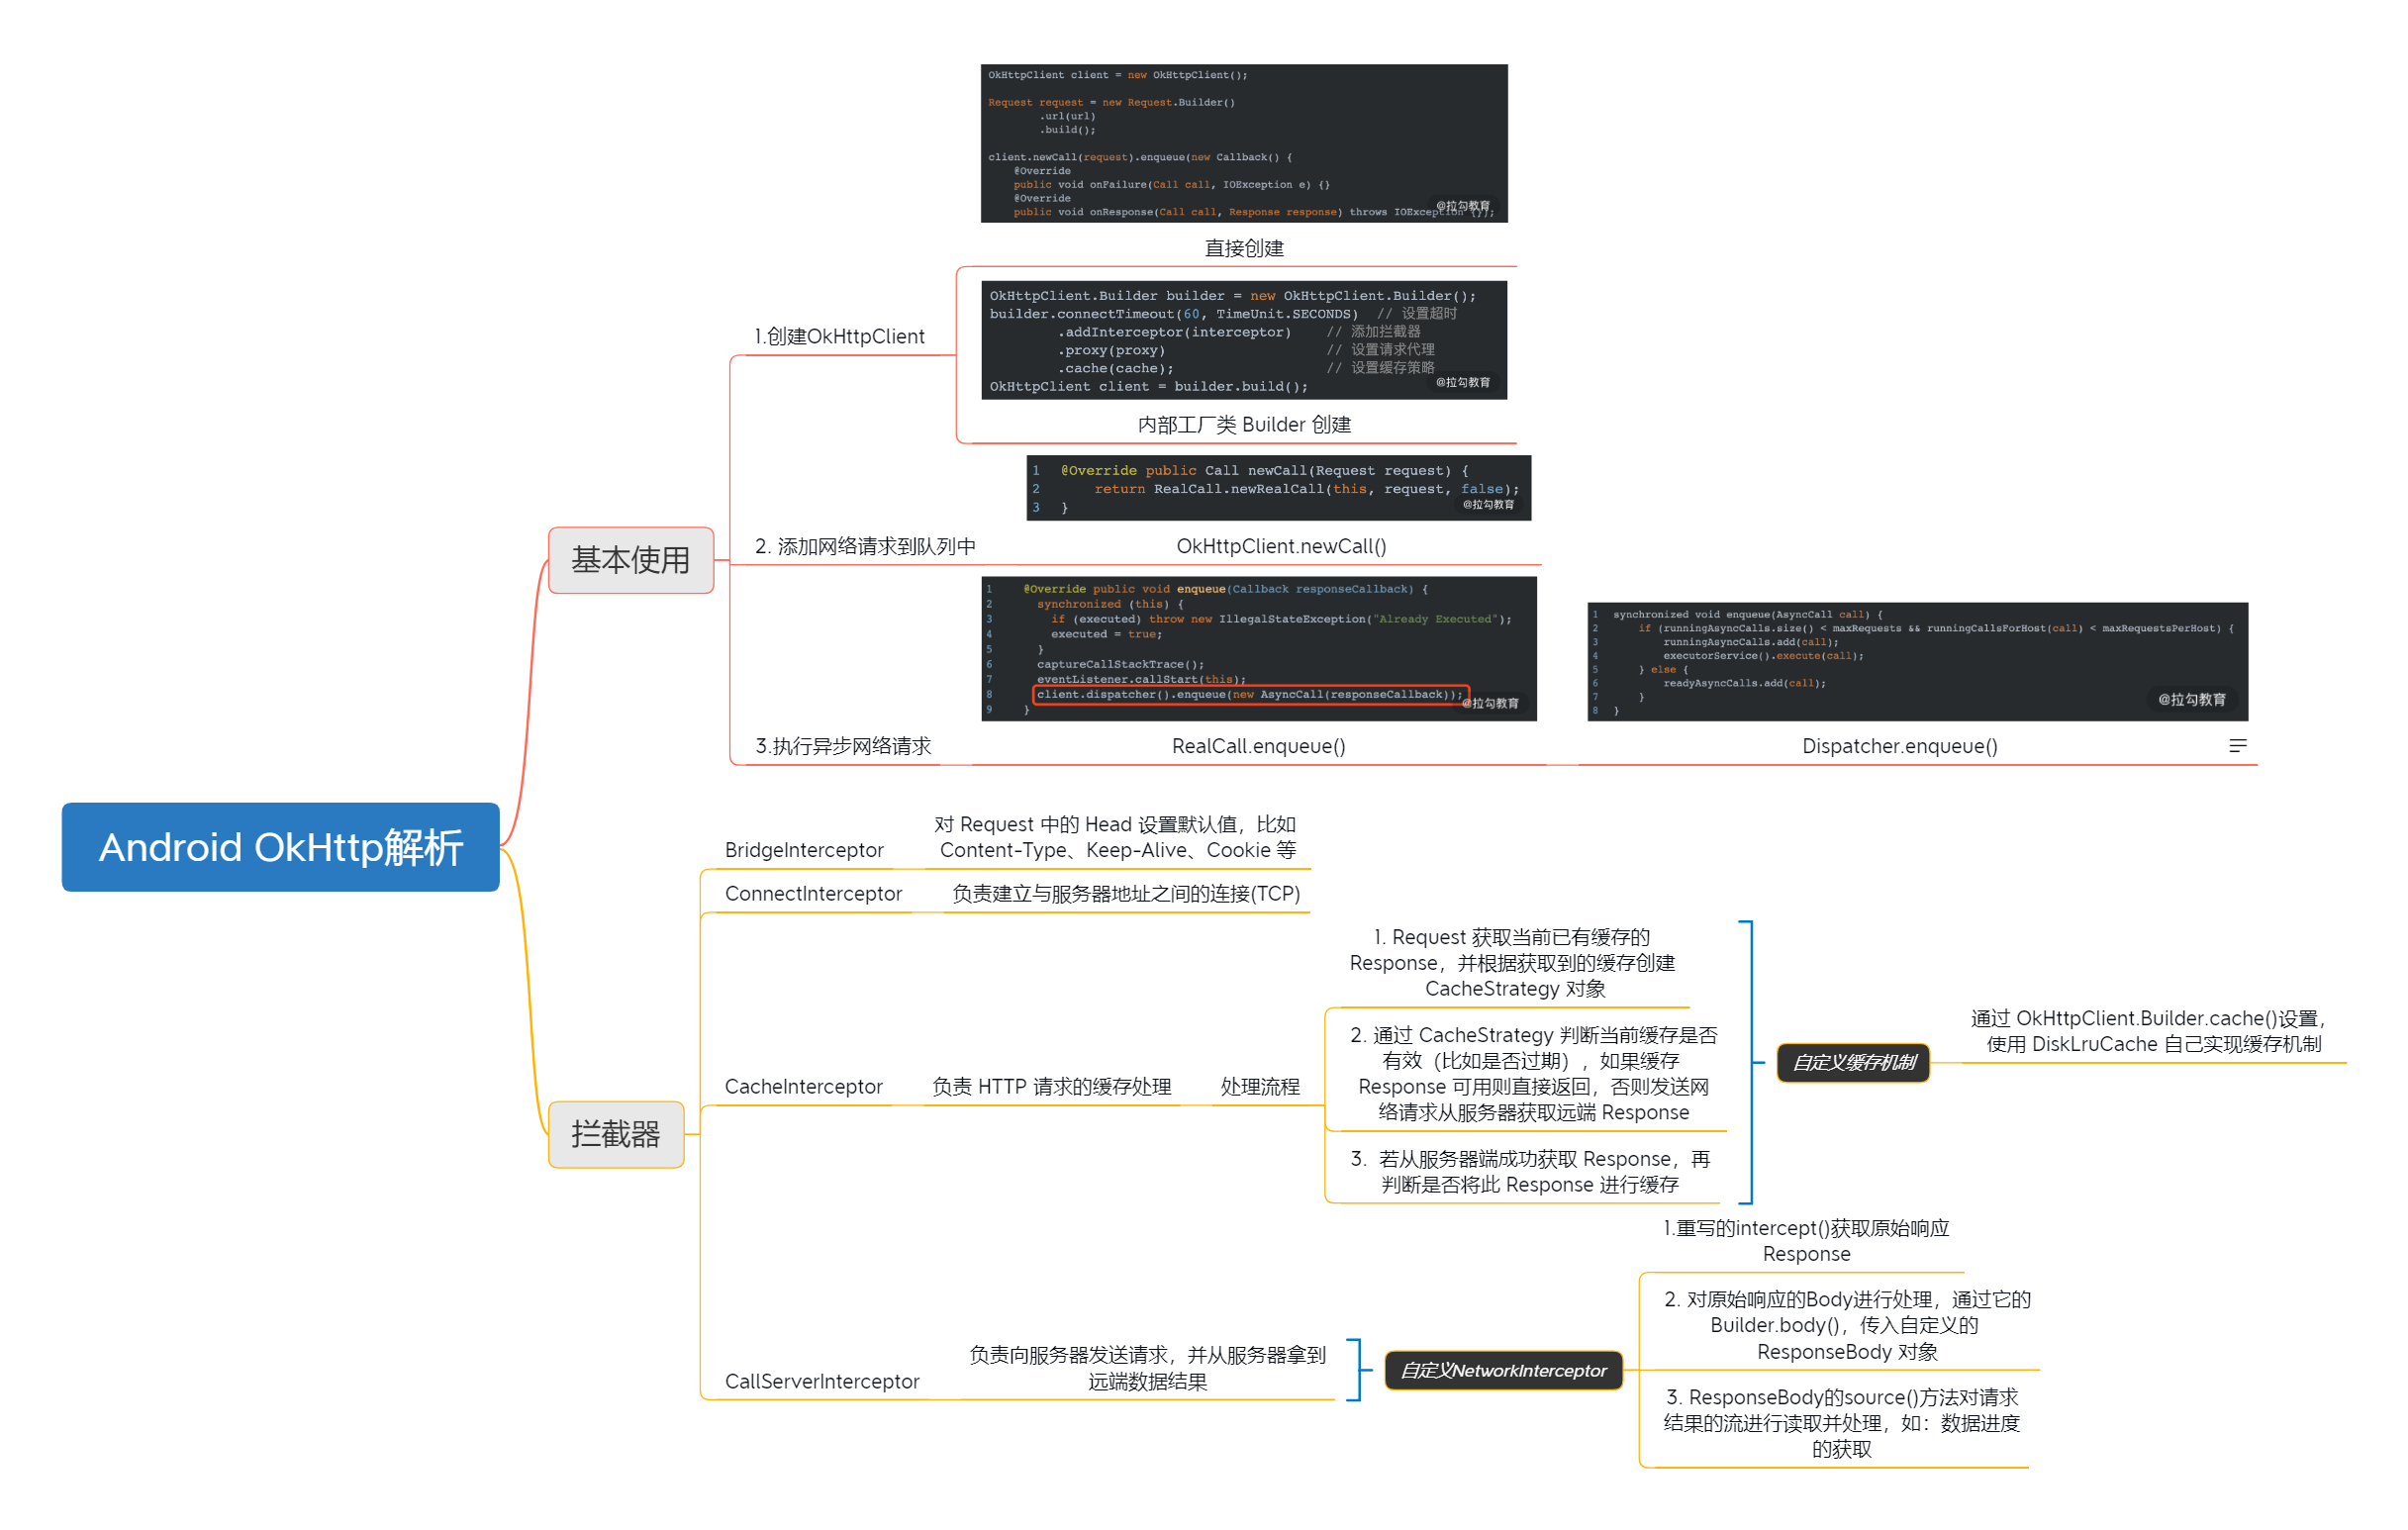 OkHttpClient client = new OkHttpClient();
Request request = new Request.Builder()
.url(url)
.build();
client.newCall(request).enqueue(new Callback() {
@Override
public void onFailure(Call call, IOException e) {}
@Override
public void onResponse(Call call, Response response) throws IOException {}};
@拉勾教育
直接创建
OkHttpClient.Builder builder = new OkHttpClient.Builder();
builder.connectTimeout(60, TimeUnit.SECONDS) // 设置超时
.addInterceptor(interceptor) // 添加拦截器
.proxy(proxy) // 设置请求代理
.cache(cache); // 设置缓存策略
OkHttpClient client = builder.build();
@拉勾教育
内部工厂类 Builder 创建
1.创建OkHttpClient
1 @Override public Call newCall(Request request) {
2 return RealCall.newRealCall(this, request, false);
3 }
@拉勾教育
2. 添加网络请求到队列中
OkHttpClient.newCall()
基本使用
1 @Override public void enqueue(Callback responseCallback) {
2 synchronized (this) {
3 if (executed) throw new IllegalStateException("Already Executed");
4 executed = true;
5 }
6 captureCallStackTrace();
7 eventListener.callStart(this);
8 client.dispatcher().enqueue(new AsyncCall(responseCallback));
9 }
@拉勾教育
1 synchronized void enqueue(AsyncCall call) {
2 if (runningAsyncCalls.size() < maxRequests && runningCallsForHost(call) < maxRequestsPerHost) {
3 runningAsyncCalls.add(call);
4 executorService().execute(call);
5 } else {
6 readyAsyncCalls.add(call);
7 }
8 }
@拉勾教育
3.执行异步网络请求
RealCall.enqueue()
Dispatcher.enqueue()
Android OkHttp解析
BridgeInterceptor
对 Request 中的 Head 设置默认值，比如
Content-Type、Keep-Alive、Cookie 等
ConnectInterceptor
负责建立与服务器地址之间的连接(TCP)
CacheInterceptor
负责 HTTP 请求的缓存处理
处理流程
1. Request 获取当前已有缓存的
Response，并根据获取到的缓存创建
CacheStrategy 对象
2. 通过 CacheStrategy 判断当前缓存是否
有效（比如是否过期），如果缓存
Response 可用则直接返回，否则发送网
络请求从服务器获取远端 Response
3. 若从服务器端成功获取 Response，再
判断是否将此 Response 进行缓存
自定义缓存机制
通过 OkHttpClient.Builder.cache()设置，
使用 DiskLruCache 自己实现缓存机制
拦截器
CallServerInterceptor
负责向服务器发送请求，并从服务器拿到
远端数据结果
自定义NetworkInterceptor
1.重写的intercept()获取原始响应
Response
2. 对原始响应的Body进行处理，通过它的
Builder.body()，传入自定义的
ResponseBody 对象
3. ResponseBody的source()方法对请求
结果的流进行读取并处理，如：数据进度
的获取